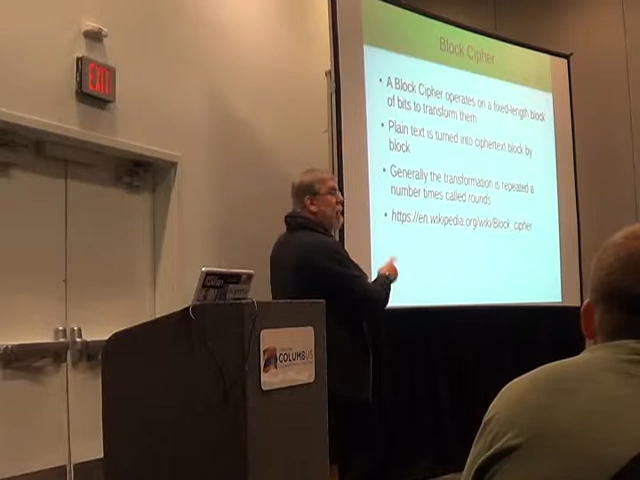 EXIT
Block Cipher
• A Block Cipher operates on a fixed-length block
of bits to transform them
• Plain text is turned into ciphertext block by
block
• Generally the transformation is repeated a
number times called rounds
• https://en.wikipedia.org/wiki/Block_cipher
COLUMBUS